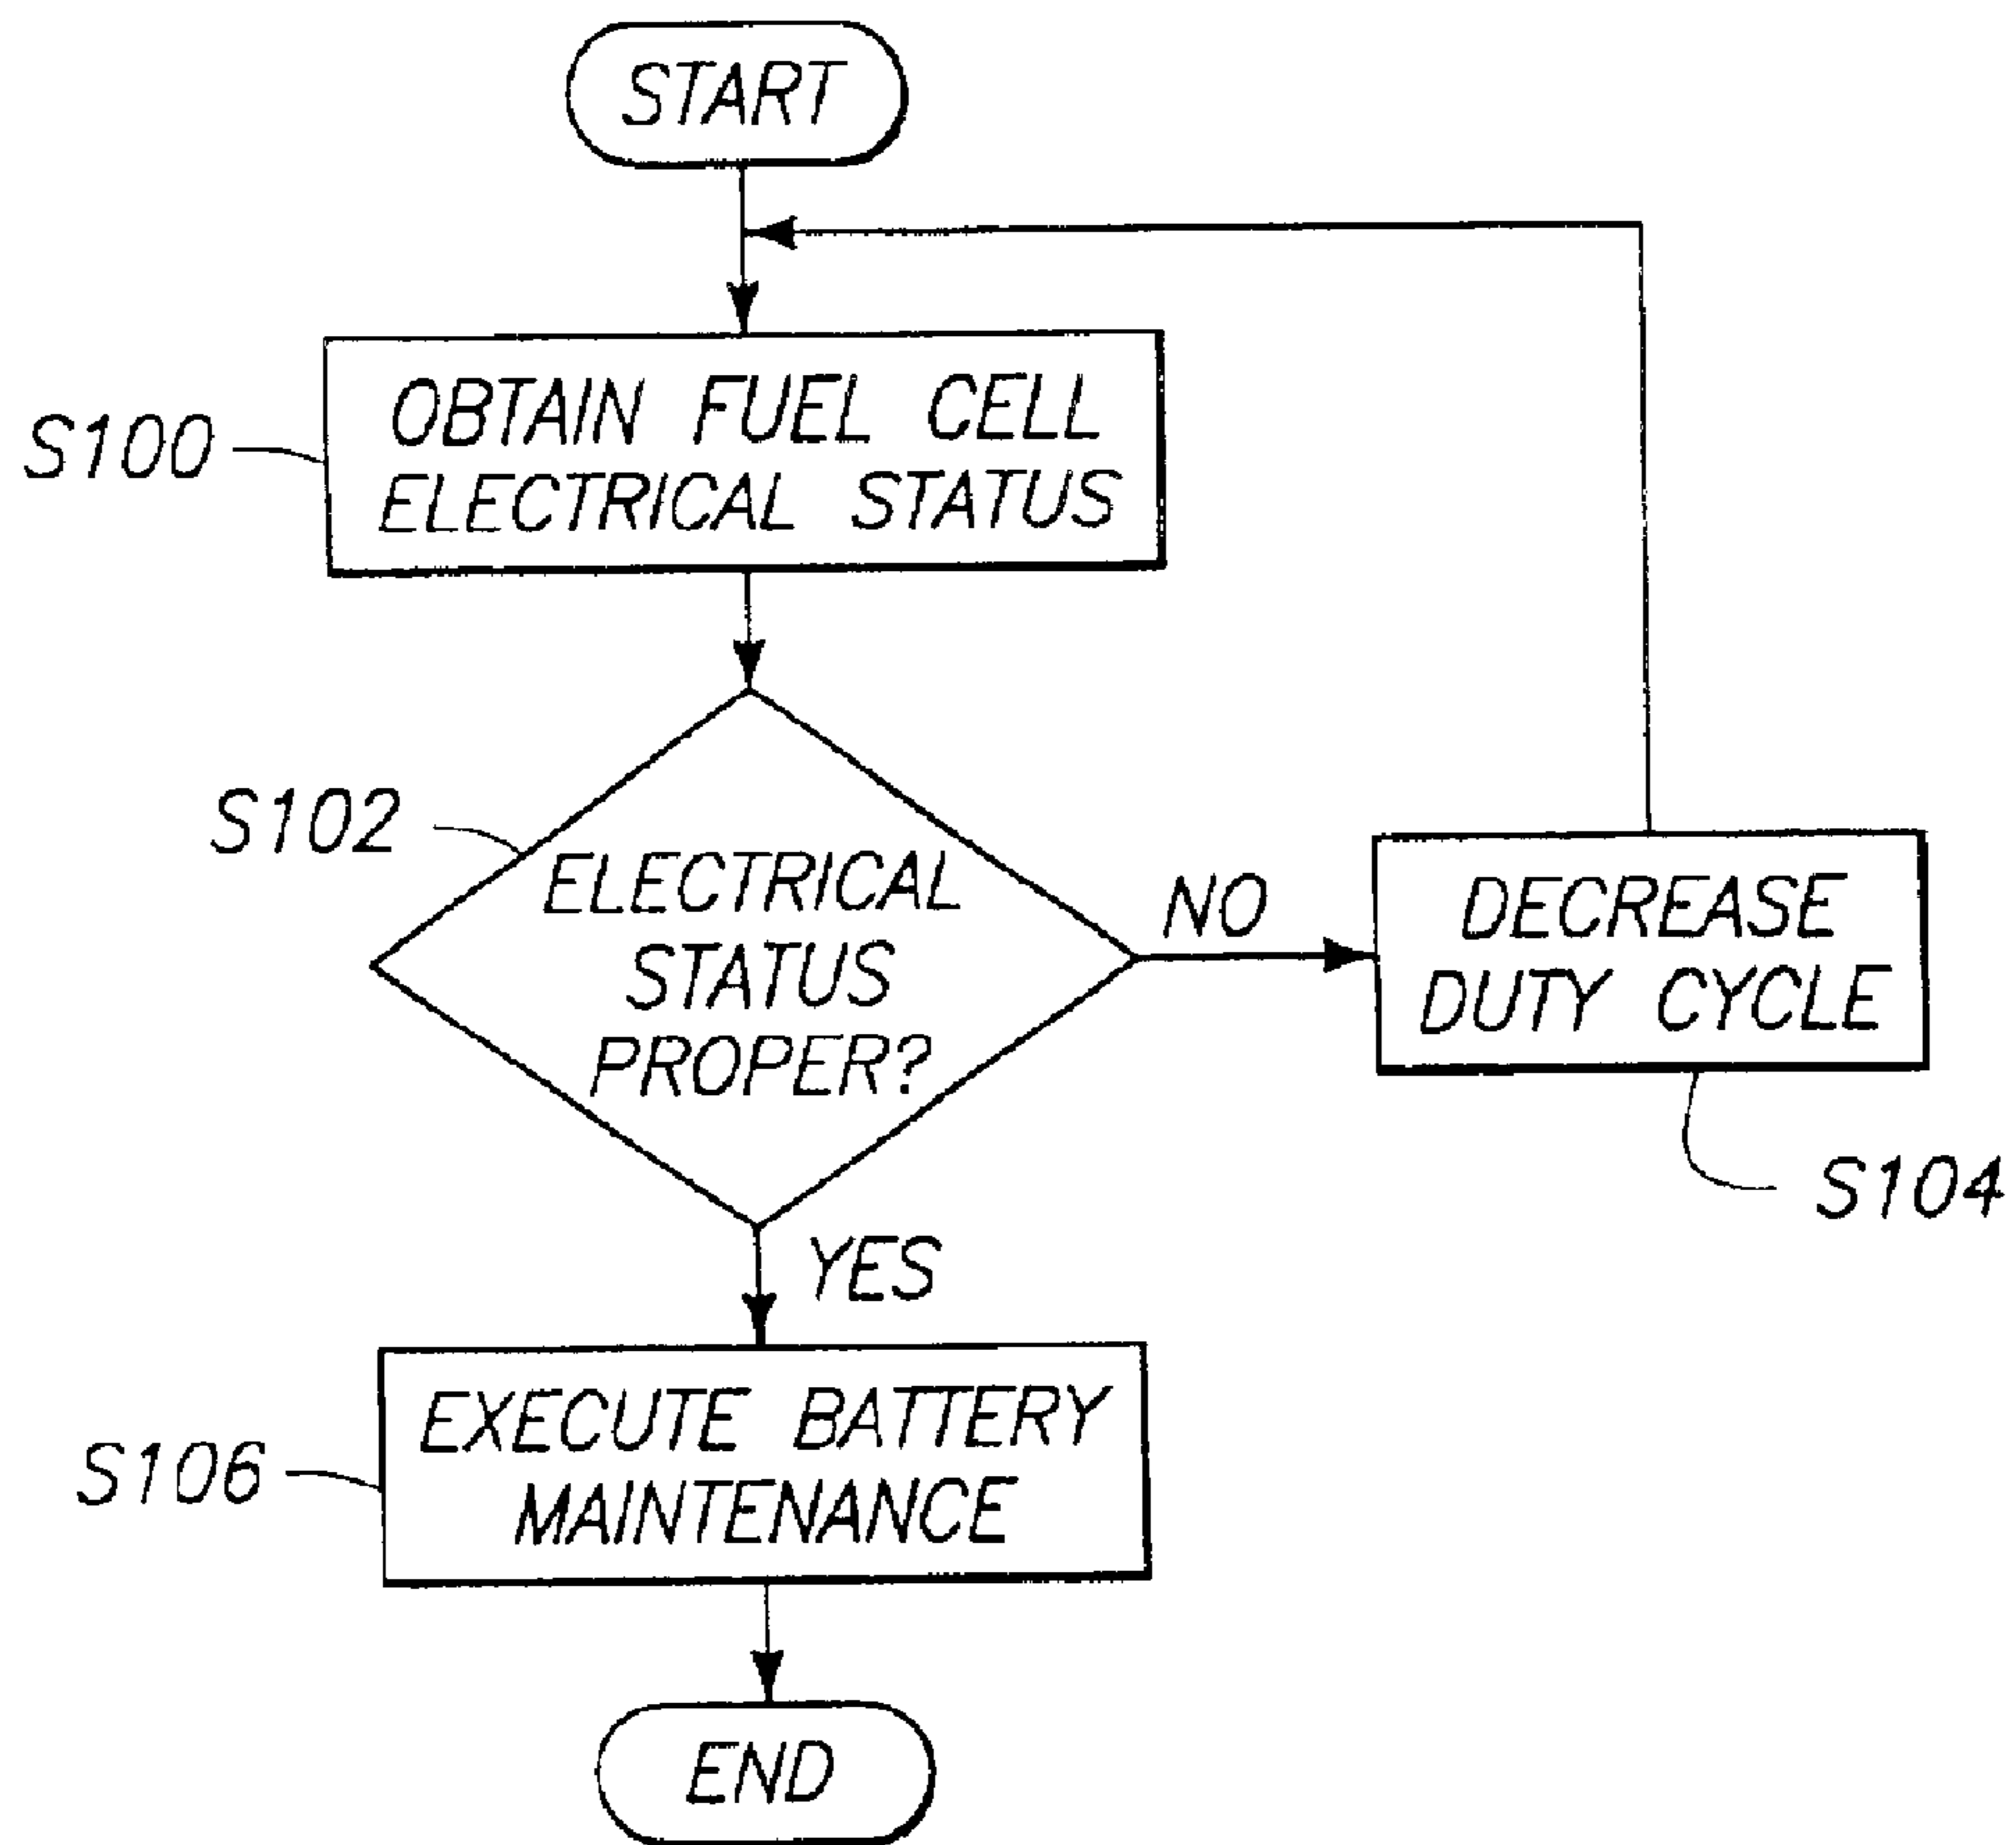 START
OBTAIN FUEL CELL
ELECTRICAL STATUS
S100
S102
ELECTRICAL
STATUS
PROPER?
NO
DECREASE
DUTY CYCLE
S104
YES
EXECUTE BATTERY
MAINTENANCE
S106
END